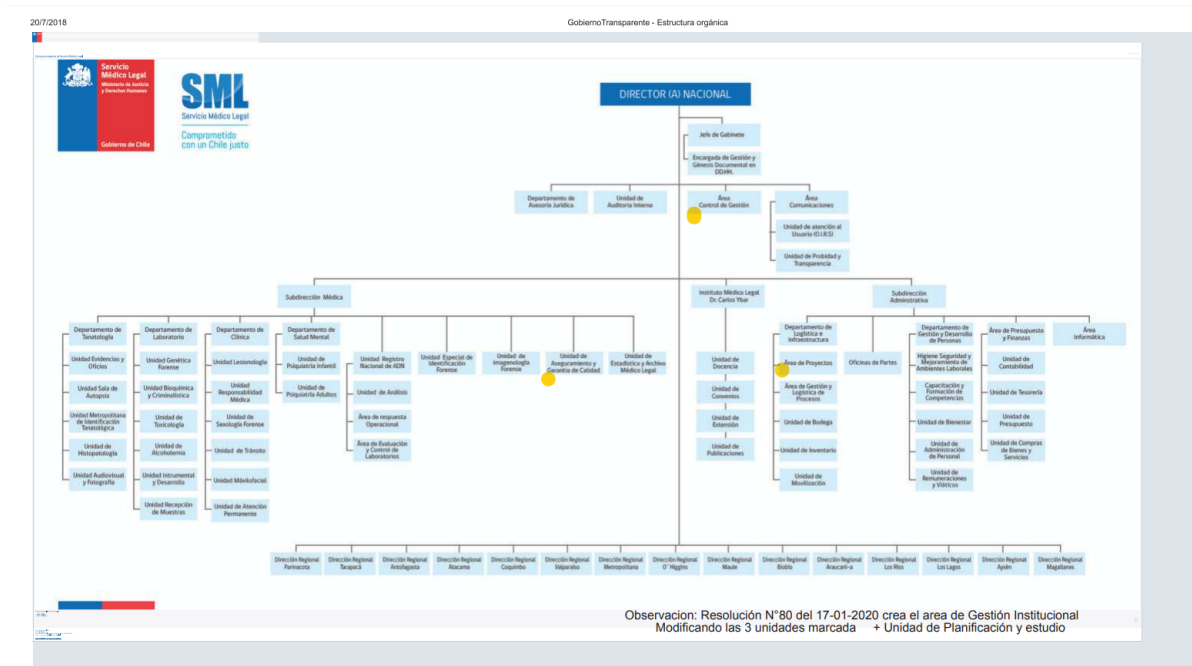 20/7/2018
GobiernoTransparente - Estructura orgánica
Servicio
Médico Legal
Ministerio de Justicia
y Derechos Humanos
Gobierno de Chile
SML
Servicio Médico Legal
Comprometido
con un Chile justo
DIRECTOR (A) NACIONAL
Jefe de Gabinete
Encargada de Gestión y
Génesis Documental en
DD.HH.
Departamento de
Asesoría Jurídica
Unidad de
Auditoría Interna
Área
Control de Gestión
Área
Comunicaciones
Unidad de atención al
Usuario (O.I.R.S)
Unidad de Probidad y
Transparencia
Subdirección Médica
Instituto Médico Legal
Dr. Carlos Ybar
Subdirección
Adminstrativa
Departamento de
Tanatología
Unidad Evidencias y
Oficios
Unidad Sala de
Autopsia
Unidad Metropolitana
de Identificación
Tanatológica
Unidad de
Histopatología
Unidad Audiovisual
y Fotografía
Departamento de
Laboratorio
Unidad Genética
Forense
Unidad Bioquímica
y Criminalística
Unidad de
Toxicología
Unidad de
Alcoholemia
Unidad Intrumental
y Desarrollo
Unidad Recepción
de Muestras
Departamento de
Clínica
Unidad Lesionología
Unidad
Responsabilidad
Médica
Unidad de
Sexología Forense
Unidad de Tránsito
Unidad Máxilofacial
Unidad de Atención
Permanente
Departamento de
Salud Mental
Unidad de
Psiquiatría Infantil
Unidad de
Psiquiatría Adultos
Unidad Registro
Nacional de ADN
Unidad de Análisis
Área de respuesta
Operacional
Área de Evaluación
y Control de
Laboratorios
Unidad Especial de
Identificación
Forense
Unidad de
Imagenología
Forense
Unidad de
Aseguramiento y
Garantía de Calidad
Unidad de
Estadística y Archivo
Médico Legal
Unidad de
Docencia
Unidad de
Convenios
Unidad de
Extensión
Unidad de
Publicaciones
Departamento de
Logística e
Infraestructura
Área de Proyectos
Área de Gestión y
Logística de
Procesos
Unidad de Bodega
Unidad de Inventario
Unidad de
Movilización
Oficinas de Partes
Departamento de
Gestión y Desarrollo
de Personas
Higiene Seguridad y
Mejoramiento de
Ambientes Laborales
Capacitación y
Formación de
Competencias
Unidad de Bienestar
Unidad de
Administración
de Personal
Unidad de
Remuneraciones
y Viáticos
Área de Presupuesto
y Finanzas
Unidad de
Contabilidad
Unidad de Tesorería
Unidad de
Presupuesto
Unidad de Compras
de Bienes y
Servicios
Área
Informática
Dirección Regional
Parinacota
Dirección Regional
Tarapacá
Dirección Regional
Antofagasta
Dirección Regional
Atacama
Dirección Regional
Coquimbo
Dirección Regional
Valparaíso
Dirección Regional
Metropolitana
Dirección Regional
O´Higgins
Dirección Regional
Maule
Dirección Regional
Biobío
Dirección Regional
Araucaní-a
Dirección Regional
Los Ríos
Dirección Regional
Los Lagos
Dirección Regional
Aysén
Dirección Regional
Magallanes
Observacion: Resolución N°80 del 17-01-2020 crea el area de Gestión Institucional
Modificando las 3 unidades marcada + Unidad de Planificación y estudio